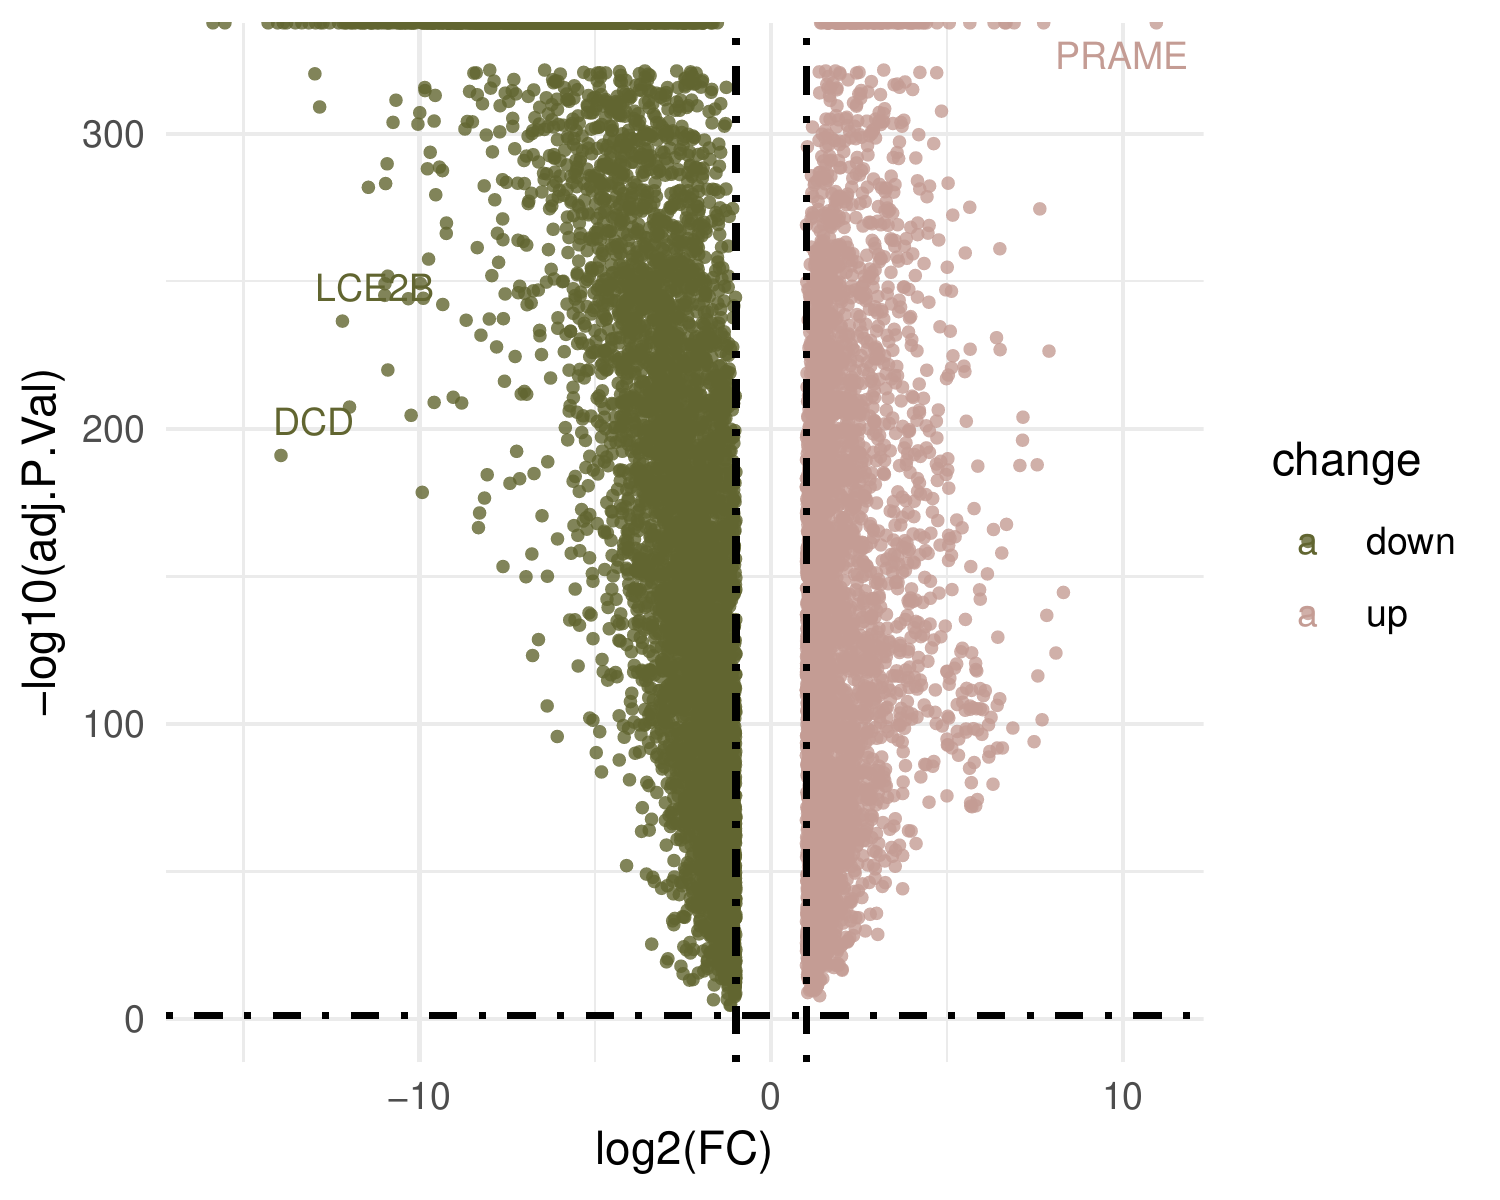 PRAME
300
LCE2B
DCD
200
100
0
−log10(adj.P.Val)
−10
0
10
log2(FC)
change
a down
a up